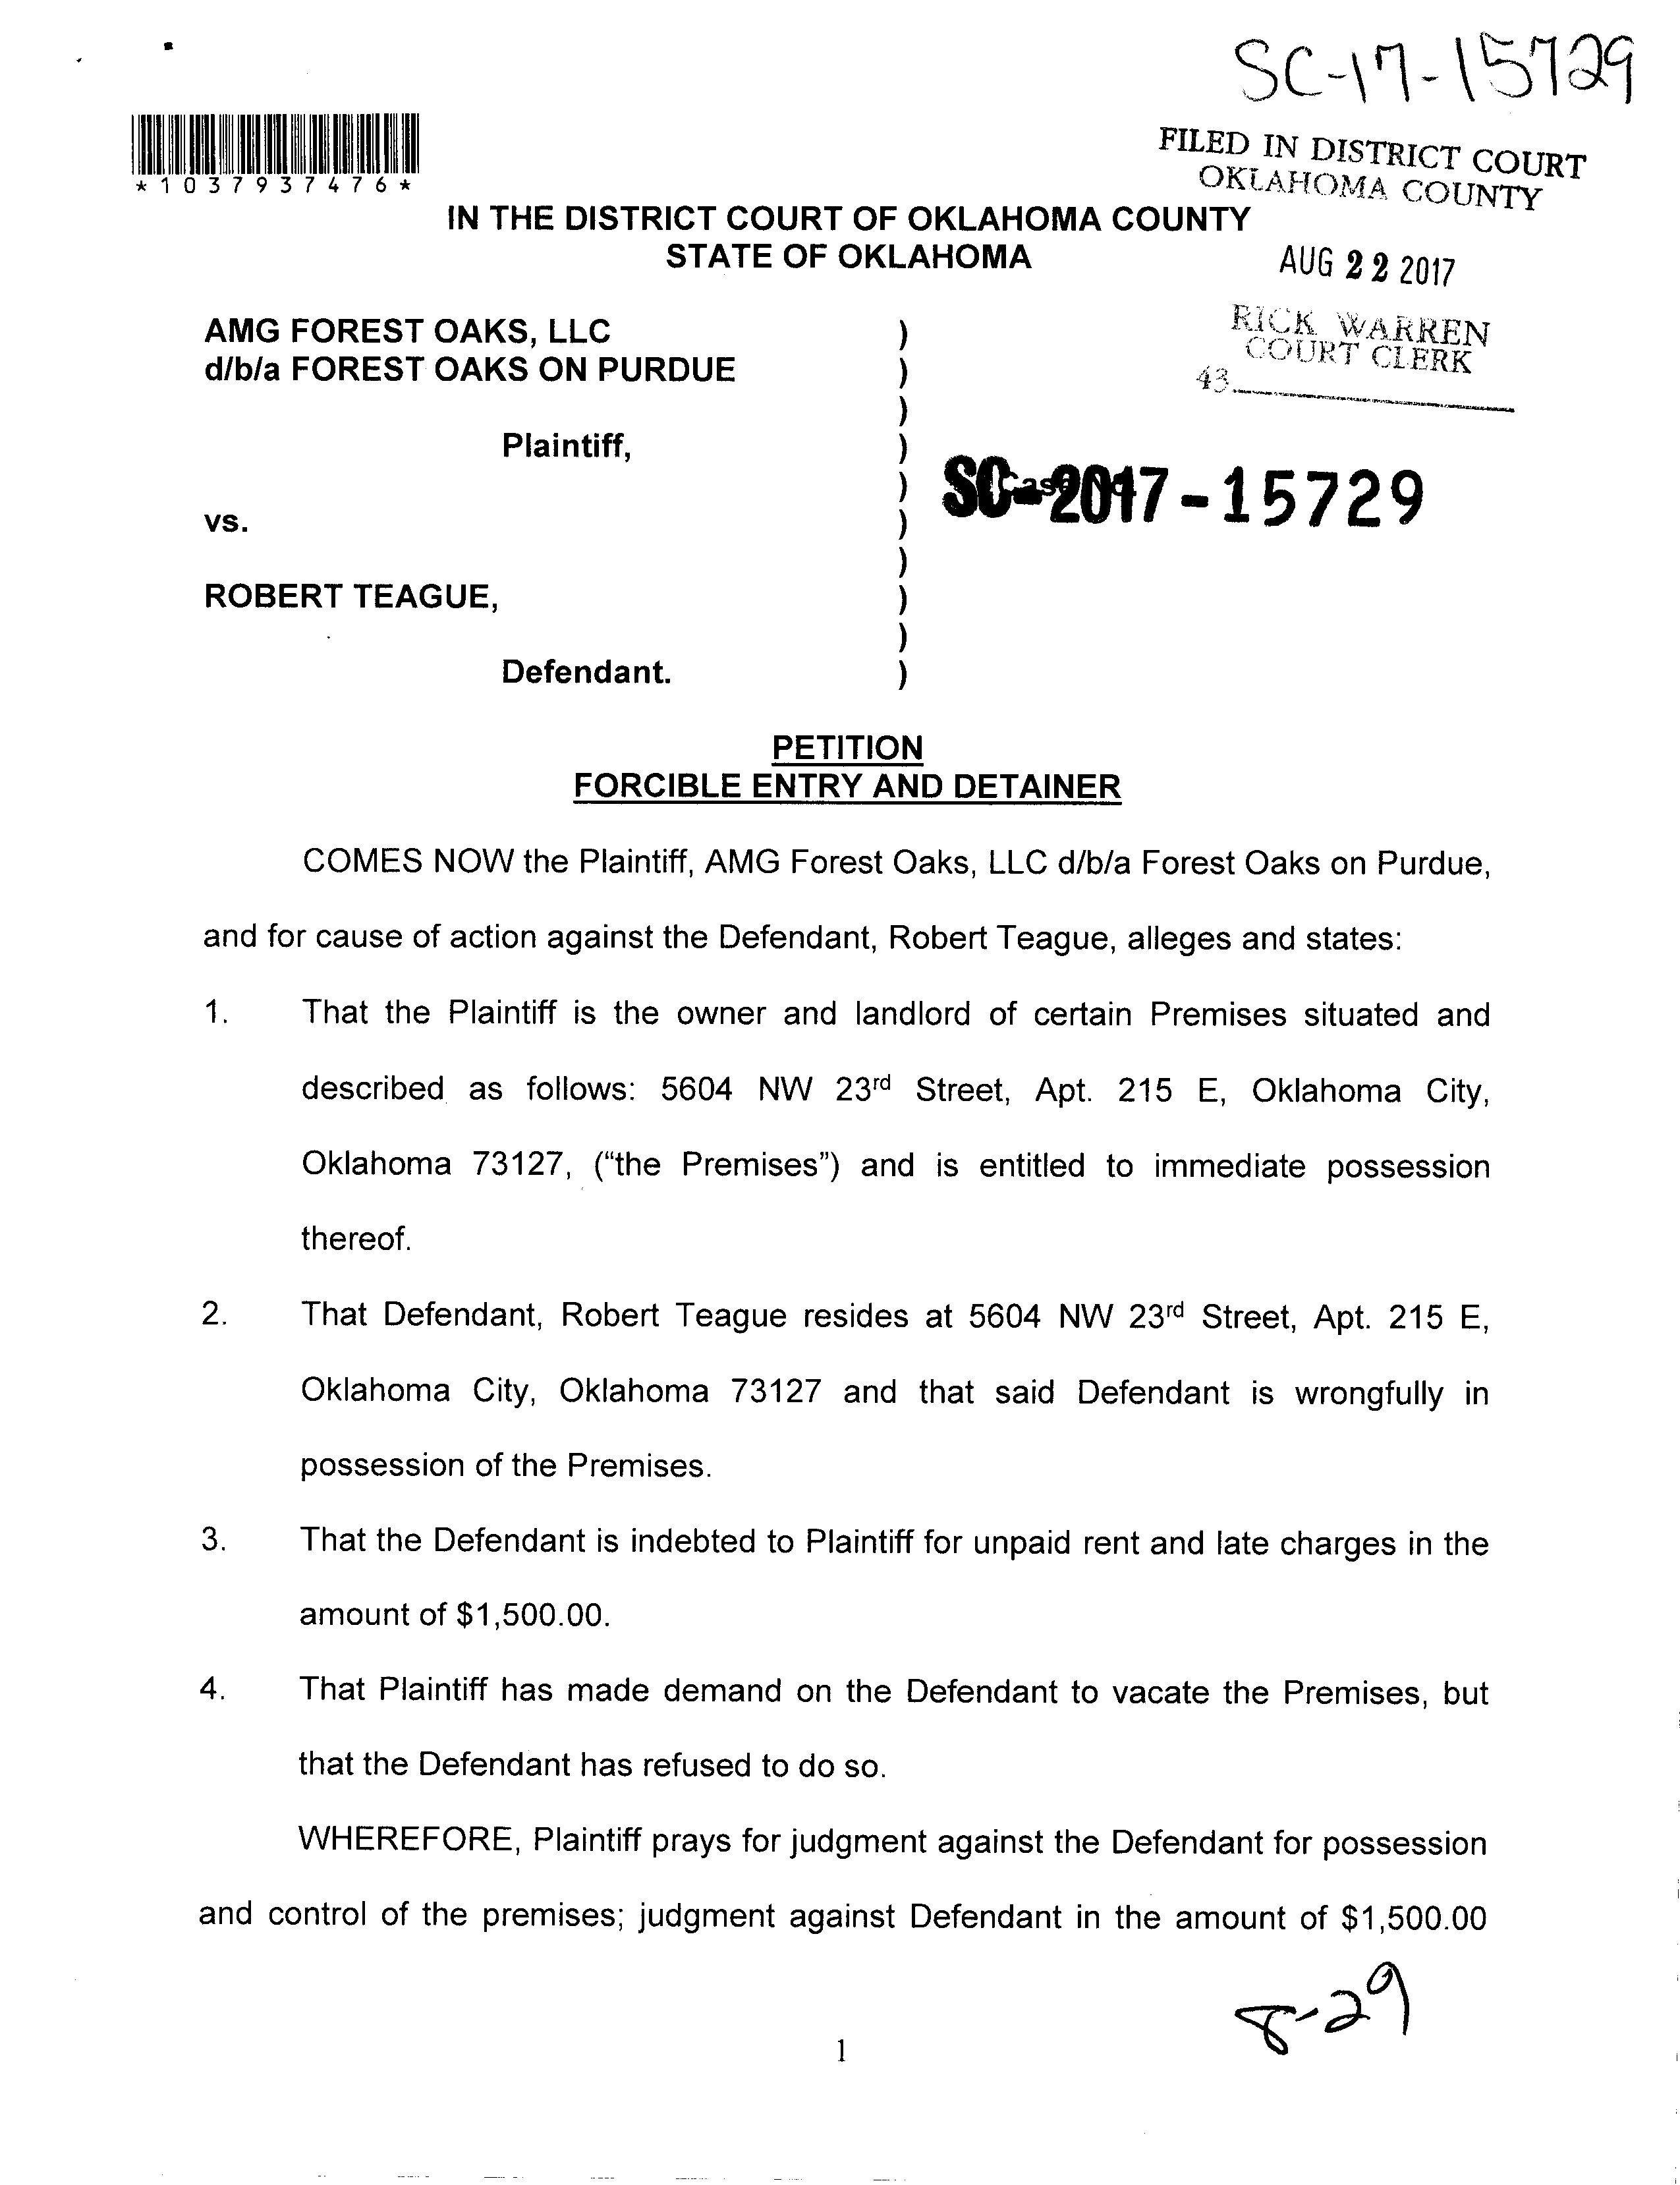 SC-17-15729
*1037937476*
FILED IN DISTRICT COURT
OKLAHOMA COUNTY
IN THE DISTRICT COURT OF OKLAHOMA COUNTY
STATE OF OKLAHOMA
AUG 22 2017
RICK WARREN
COURT CLERK
43
AMG FOREST OAKS, LLC )
d/b/a FOREST OAKS ON PURDUE )
)
Plaintiff, )
)
SC-2017-15729
vs. )
)
ROBERT TEAGUE, )
)
Defendant. )
PETITION
FORCIBLE ENTRY AND DETAINER
COMES NOW the Plaintiff, AMG Forest Oaks, LLC d/b/a Forest Oaks on Purdue,
and for cause of action against the Defendant, Robert Teague, alleges and states:
1. That the Plaintiff is the owner and landlord of certain Premises situated and
described as follows: 5604 NW 23rd Street, Apt. 215 E, Oklahoma City,
Oklahoma 73127, (“the Premises”) and is entitled to immediate possession
thereof.
2. That Defendant, Robert Teague resides at 5604 NW 23rd Street, Apt. 215 E,
Oklahoma City, Oklahoma 73127 and that said Defendant is wrongfully in
possession of the Premises.
3. That the Defendant is indebted to Plaintiff for unpaid rent and late charges in the
amount of $1,500.00.
4. That Plaintiff has made demand on the Defendant to vacate the Premises, but
that the Defendant has refused to do so.
WHEREFORE, Plaintiff prays for judgment against the Defendant for possession
and control of the premises; judgment against Defendant in the amount of $1,500.00
8-29
1